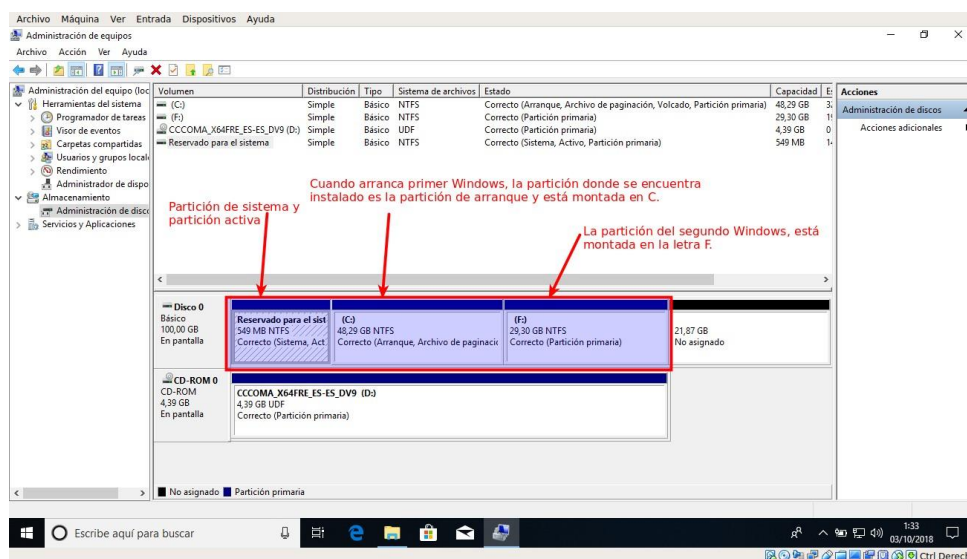 Archivo Máquina Ver Entrada Dispositivos Ayuda
Administración de equipos
Archivo Acción Ver Ayuda
Administración del equipo (loc
Herramientas del sistema
Programador de tareas
Visor de eventos
Carpetas compartidas
Usuarios y grupos locale
Rendimiento
Administrador de dispo
Almacenamiento
Administración de disco
Servicios y Aplicaciones
Volumen Distribución Tipo Sistema de archivos Estado Capacidad E
(C:) Simple Básico NTFS Correcto (Arranque, Archivo de paginación, Volcado, Partición primaria) 48,29 GB
(F:) Simple Básico NTFS Correcto (Partición primaria) 29,30 GB
CCCOMA_X64FRE_ES-ES_DV9 (D:) Simple Básico UDF Correcto (Partición primaria) 4,39 GB 0
Reservado para el sistema Simple Básico NTFS Correcto (Sistema, Activo, Partición primaria) 549 MB
Acciones
Administración de discos
Acciones adicionales
Partición de sistema y
partición activa
Cuando arranca primer Windows, la partición donde se encuentra
instalado es la partición de arranque y está montada en C.
La partición del segundo Windows, está
montada en la letra F.
Disco 0
Básico
100,00 GB
En pantalla
Reservado para el sist
549 MB NTFS
Correcto (Sistema, Act
(C:)
48,29 GB NTFS
Correcto (Arranque, Archivo de paginació
(F:)
29,30 GB NTFS
Correcto (Partición primaria)
21,87 GB
No asignado
CD-ROM 0
CD-ROM
4,39 GB
En pantalla
CCCOMA_X64FRE_ES-ES_DV9 (D:)
4,39 GB UDF
Correcto (Partición primaria)
No asignado Partición primaria
Escribe aquí para buscar
1:33
03/10/2018
Ctrl Derech